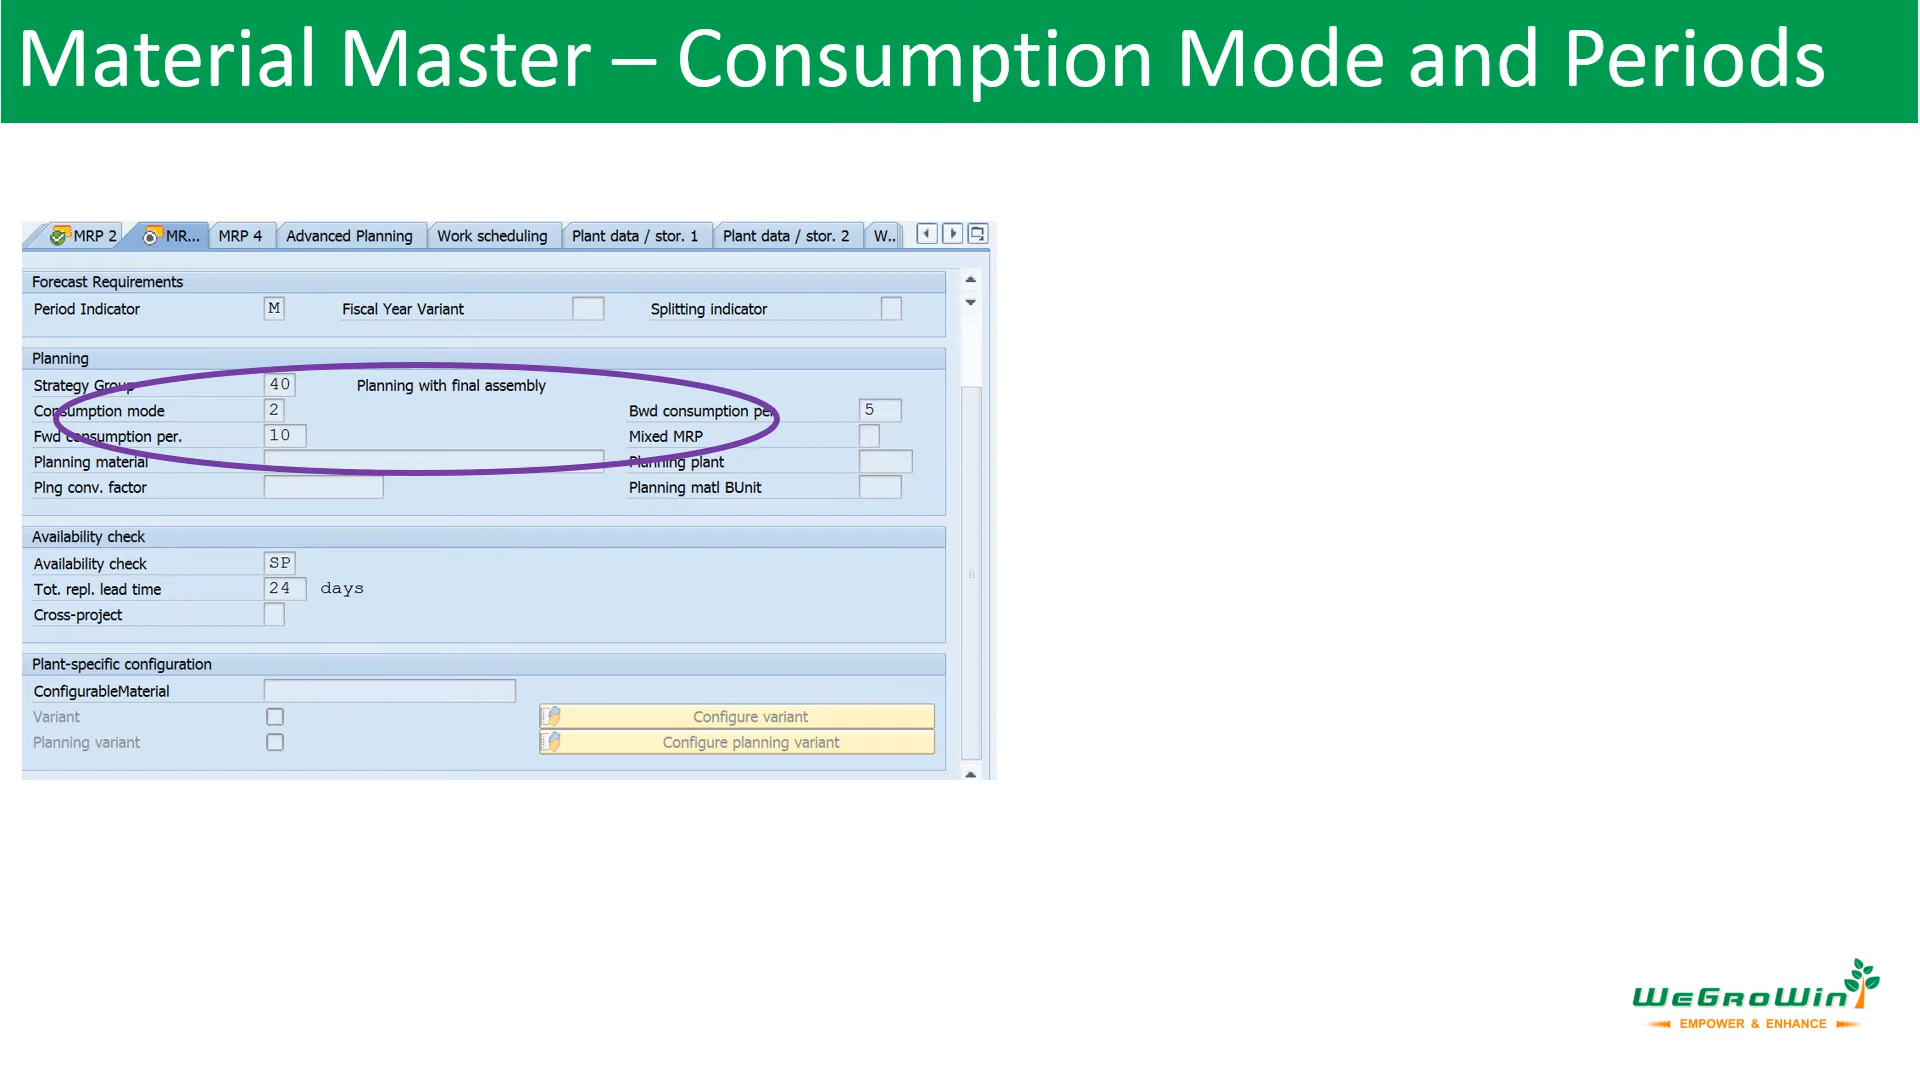 Material Master – Consumption Mode and Periods
MRP 2 MR... MRP 4 Advanced Planning Work scheduling Plant data / stor. 1 Plant data / stor. 2 W..
Forecast Requirements
Period Indicator M Fiscal Year Variant Splitting indicator
Planning
Strategy Group 40 Planning with final assembly
Consumption mode 2 Bwd consumption per. 5
Fwd consumption per. 10 Mixed MRP
Planning material Planning plant
Plng conv. factor Planning matl BUnit
Availability check
Availability check SP
Tot. repl. lead time 24 days
Cross-project
Plant-specific configuration
ConfigurableMaterial
Variant Configure variant
Planning variant Configure planning variant
WeGroWin
EMPOWER & ENHANCE